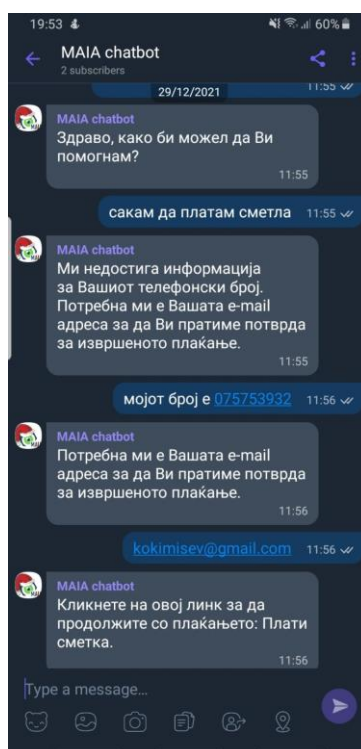 19:53
60%
MAIA chatbot
2 subscribers
11:55
29/12/2021
MAIA chatbot
Здраво, како би можел да Ви
помогнам?
11:55
сакам да платам сметла 11:55
MAIA chatbot
Ми недостига информација
за Вашиот телефонски број.
Потребна ми е Вашата e-mail
адреса за да Ви пратиме потврда
за извршеното плаќање.
11:55
мојот број е 075753932 11:56
MAIA chatbot
Потребна ми е Вашата e-mail
адреса за да Ви пратиме потврда
за извршеното плаќање.
11:56
kokimisev@gmail.com 11:56
MAIA chatbot
Кликнете на овој линк за да
продолжите со плаќањето: Плати
сметка.
11:56
Type a message...